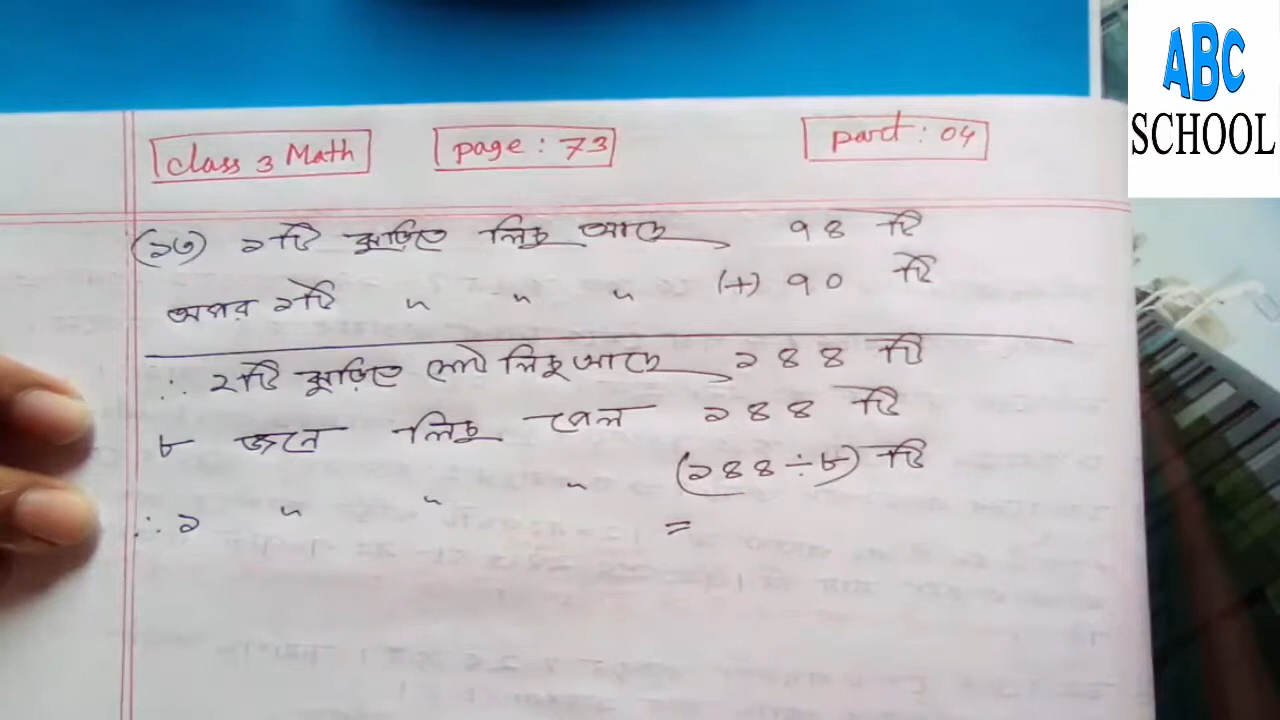 ABC
SCHOOL
class 3 Math page: 73 part: 04
(১৩) ১টি ঝুড়িতে লিচু আছে ৭৪ টি
অপর ১টি " " " (+) ৭০ টি
∴ ২টি ঝুড়িতে মোট লিচু আছে ১৪৪ টি
৮ জনে লিচু পেল ১৪৪ টি
∴ ১ " " " (১৪৪÷৮) টি
=